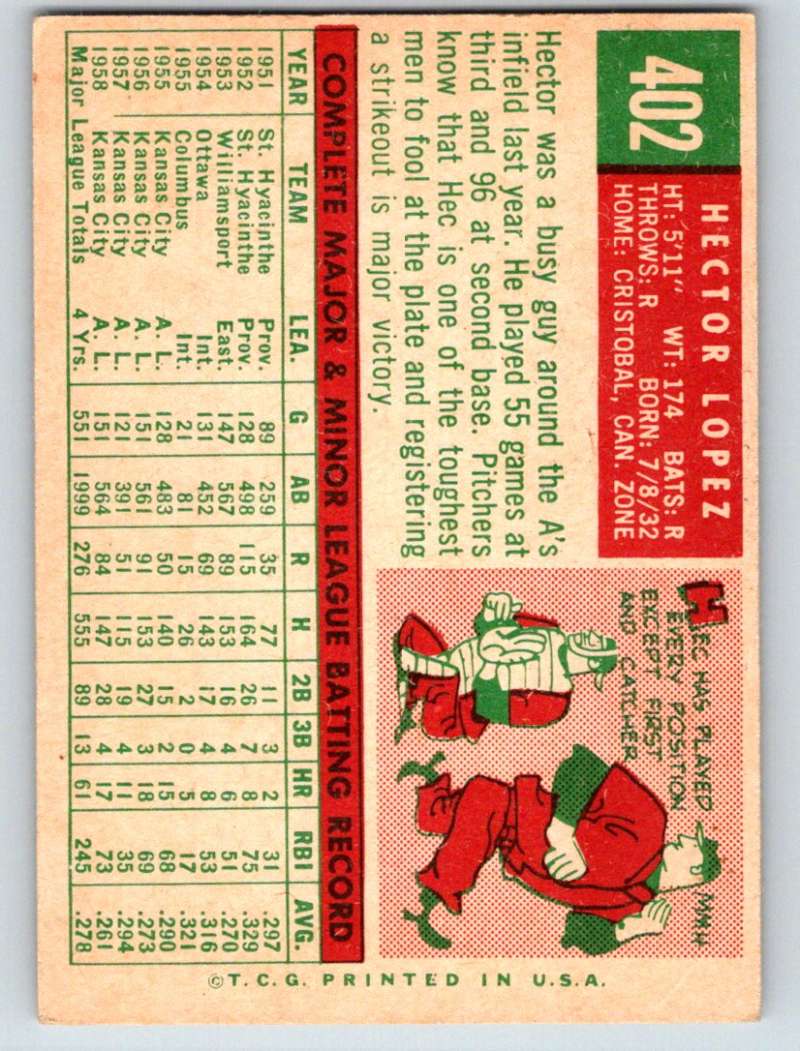 402
HECTOR LOPEZ
HT: 5'11" WT: 174 BATS: R
THROWS: R BORN: 7/8/32
HOME: CRISTOBAL, CAN. ZONE
Hector was a busy guy around the A's
infield last year. He played 55 games at
third and 96 at second base. Pitchers
know that Hec is one of the toughest
men to fool at the plate and registering
a strikeout is major victory.
HEC HAS PLAYED
EVERY POSITION
EXCEPT FIRST
AND CATCHER
MMH
COMPLETE MAJOR & MINOR LEAGUE BATTING RECORD
YEAR TEAM LEA. G AB R H 2B 3B HR RBI AVG.
1951 St. Hyacinthe Prov. 89 259 35 77 11 3 2 31 .297
1952 St. Hyacinthe Prov. 128 498 115 164 26 7 8 75 .329
1953 Williamsport East. 147 567 89 153 16 4 6 51 .270
1954 Ottawa Int. 131 452 69 143 17 4 8 53 .316
1955 Columbus Int. 21 81 15 26 2 0 5 17 .321
1955 Kansas City A. L. 128 483 50 140 15 2 15 68 .290
1956 Kansas City A. L. 151 561 91 153 27 3 18 69 .273
1957 Kansas City A. L. 121 391 51 115 19 4 11 35 .294
1958 Kansas City A. L. 151 564 84 147 28 4 17 73 .261
Major League Totals 4 Yrs. 551 1999 276 555 89 13 61 245 .278
© T. C. G. PRINTED IN U. S. A.